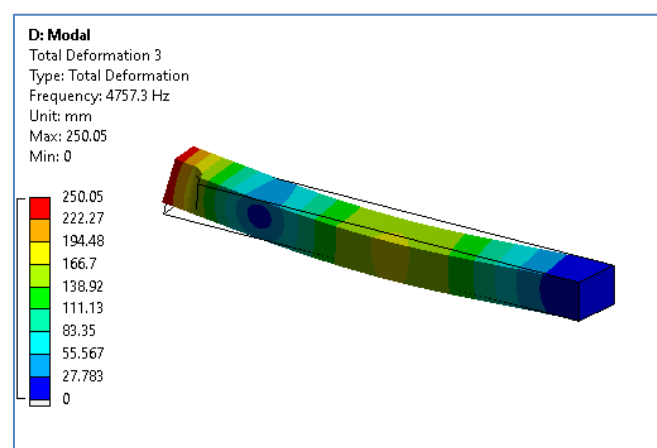 D: Modal
Total Deformation 3
Type: Total Deformation
Frequency: 4757.3 Hz
Unit: mm
Max: 250.05
Min: 0
250.05
222.27
194.48
166.7
138.92
111.13
83.35
55.567
27.783
0